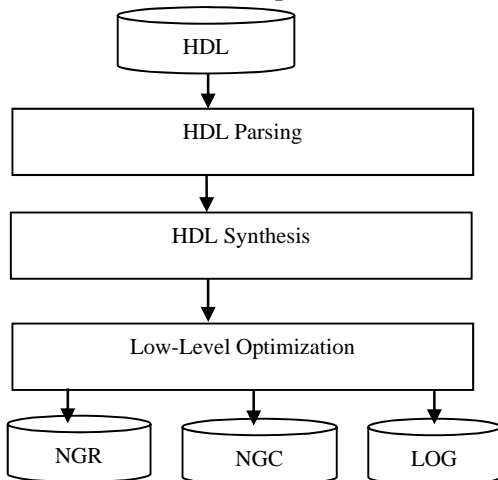 HDL
HDL Parsing
HDL Synthesis
Low-Level Optimization
NGR NGC LOG